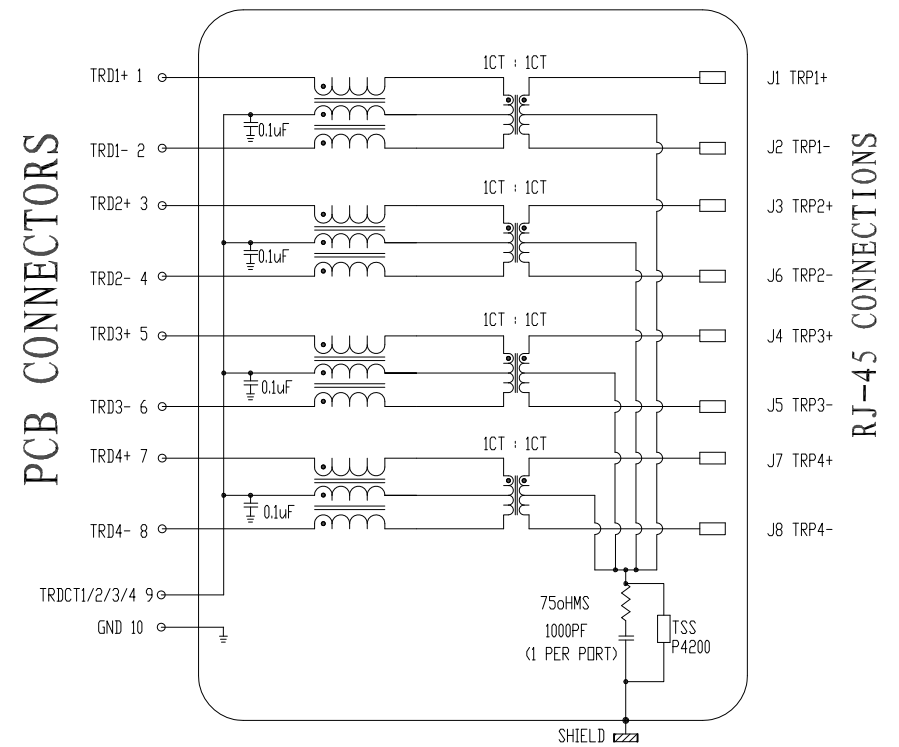 PCB CONNECTORS
RJ-45 CONNECTIONS
1CT : 1CT
TRD1+ 1
J1 TRP1+
0.1uF
TRD1- 2
J2 TRP1-
1CT : 1CT
TRD2+ 3
J3 TRP2+
0.1uF
TRD2- 4
J6 TRP2-
1CT : 1CT
TRD3+ 5
J4 TRP3+
0.1uF
TRD3- 6
J5 TRP3-
1CT : 1CT
TRD4+ 7
J7 TRP4+
0.1uF
TRD4- 8
J8 TRP4-
TRDCT1/2/3/4 9
GND 10
75oHMS
1000PF
(1 PER PORT)
TSS
P4200
SHIELD